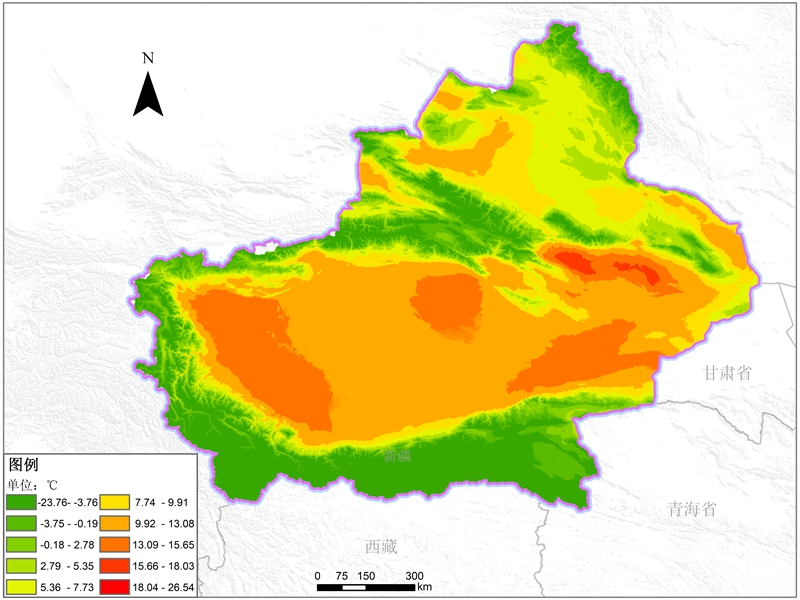 N
甘肃省
新疆
青海省
西藏
图例
单位：℃
-23.76- -3.76
-3.75 - -0.19
-0.18 - 2.78
2.79 - 5.35
5.36 - 7.73
7.74 - 9.91
9.92 - 13.08
13.09 - 15.65
15.66 - 18.03
18.04 - 26.54
0 75 150 300
km